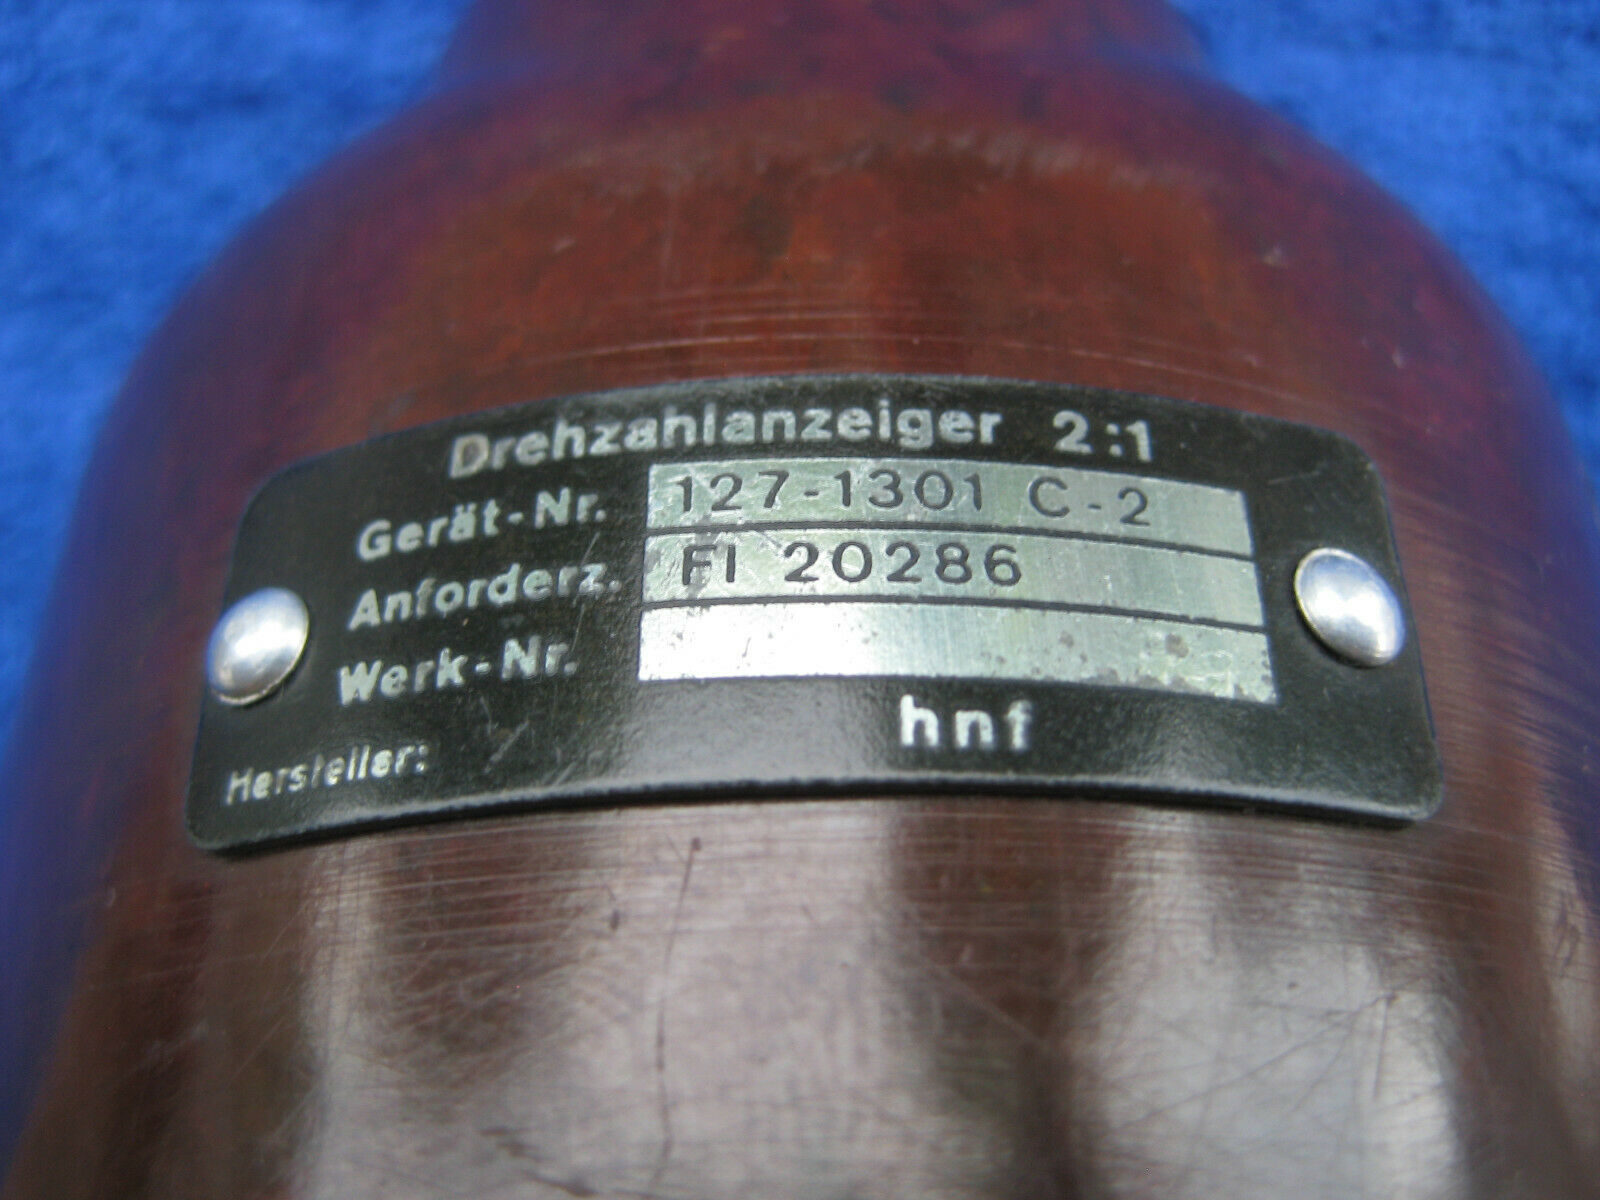 Drehzahlanzeiger 2:1
Gerät-Nr. 127-1301 C-2
Anforderz. Fl 20286
Werk-Nr.
Hersteller: hnf